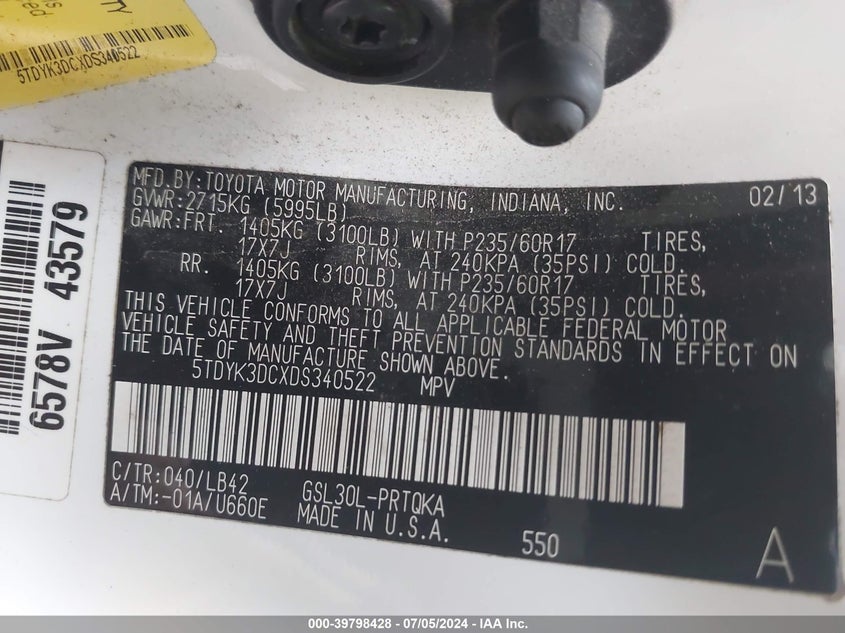 TY
5TDYK3DCXDS340522
6578V 43579
MFD.BY: TOYOTA MOTOR MANUFACTURING, INDIANA, INC. 02/13
GVWR:2715KG (5995LB)
GAWR:FRT. 1405KG (3100LB) WITH P235/60R17 TIRES,
17X7J RIMS, AT 240KPA (35PSI) COLD.
RR. 1405KG (3100LB) WITH P235/60R17 TIRES,
17X7J RIMS, AT 240KPA (35PSI) COLD.
THIS VEHICLE CONFORMS TO ALL APPLICABLE FEDERAL MOTOR
VEHICLE SAFETY AND THEFT PREVENTION STANDARDS IN EFFECT ON
THE DATE OF MANUFACTURE SHOWN ABOVE.
5TDYK3DCXDS340522 MPV
C/TR:040/LB42 GSL30L-PRTQKA
A/TM:-01A/U660E MADE IN U.S.A. 550 A
000-39798428 - 07/05/2024 - IAA Inc.